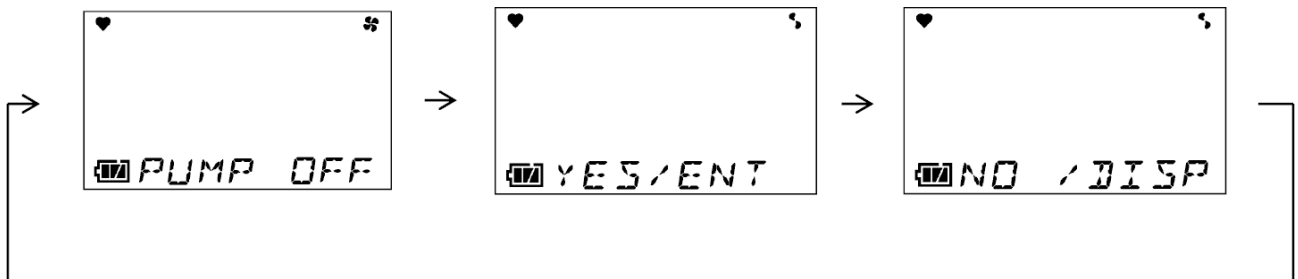 PUMP OFF
YES/ENT
NO /DISP